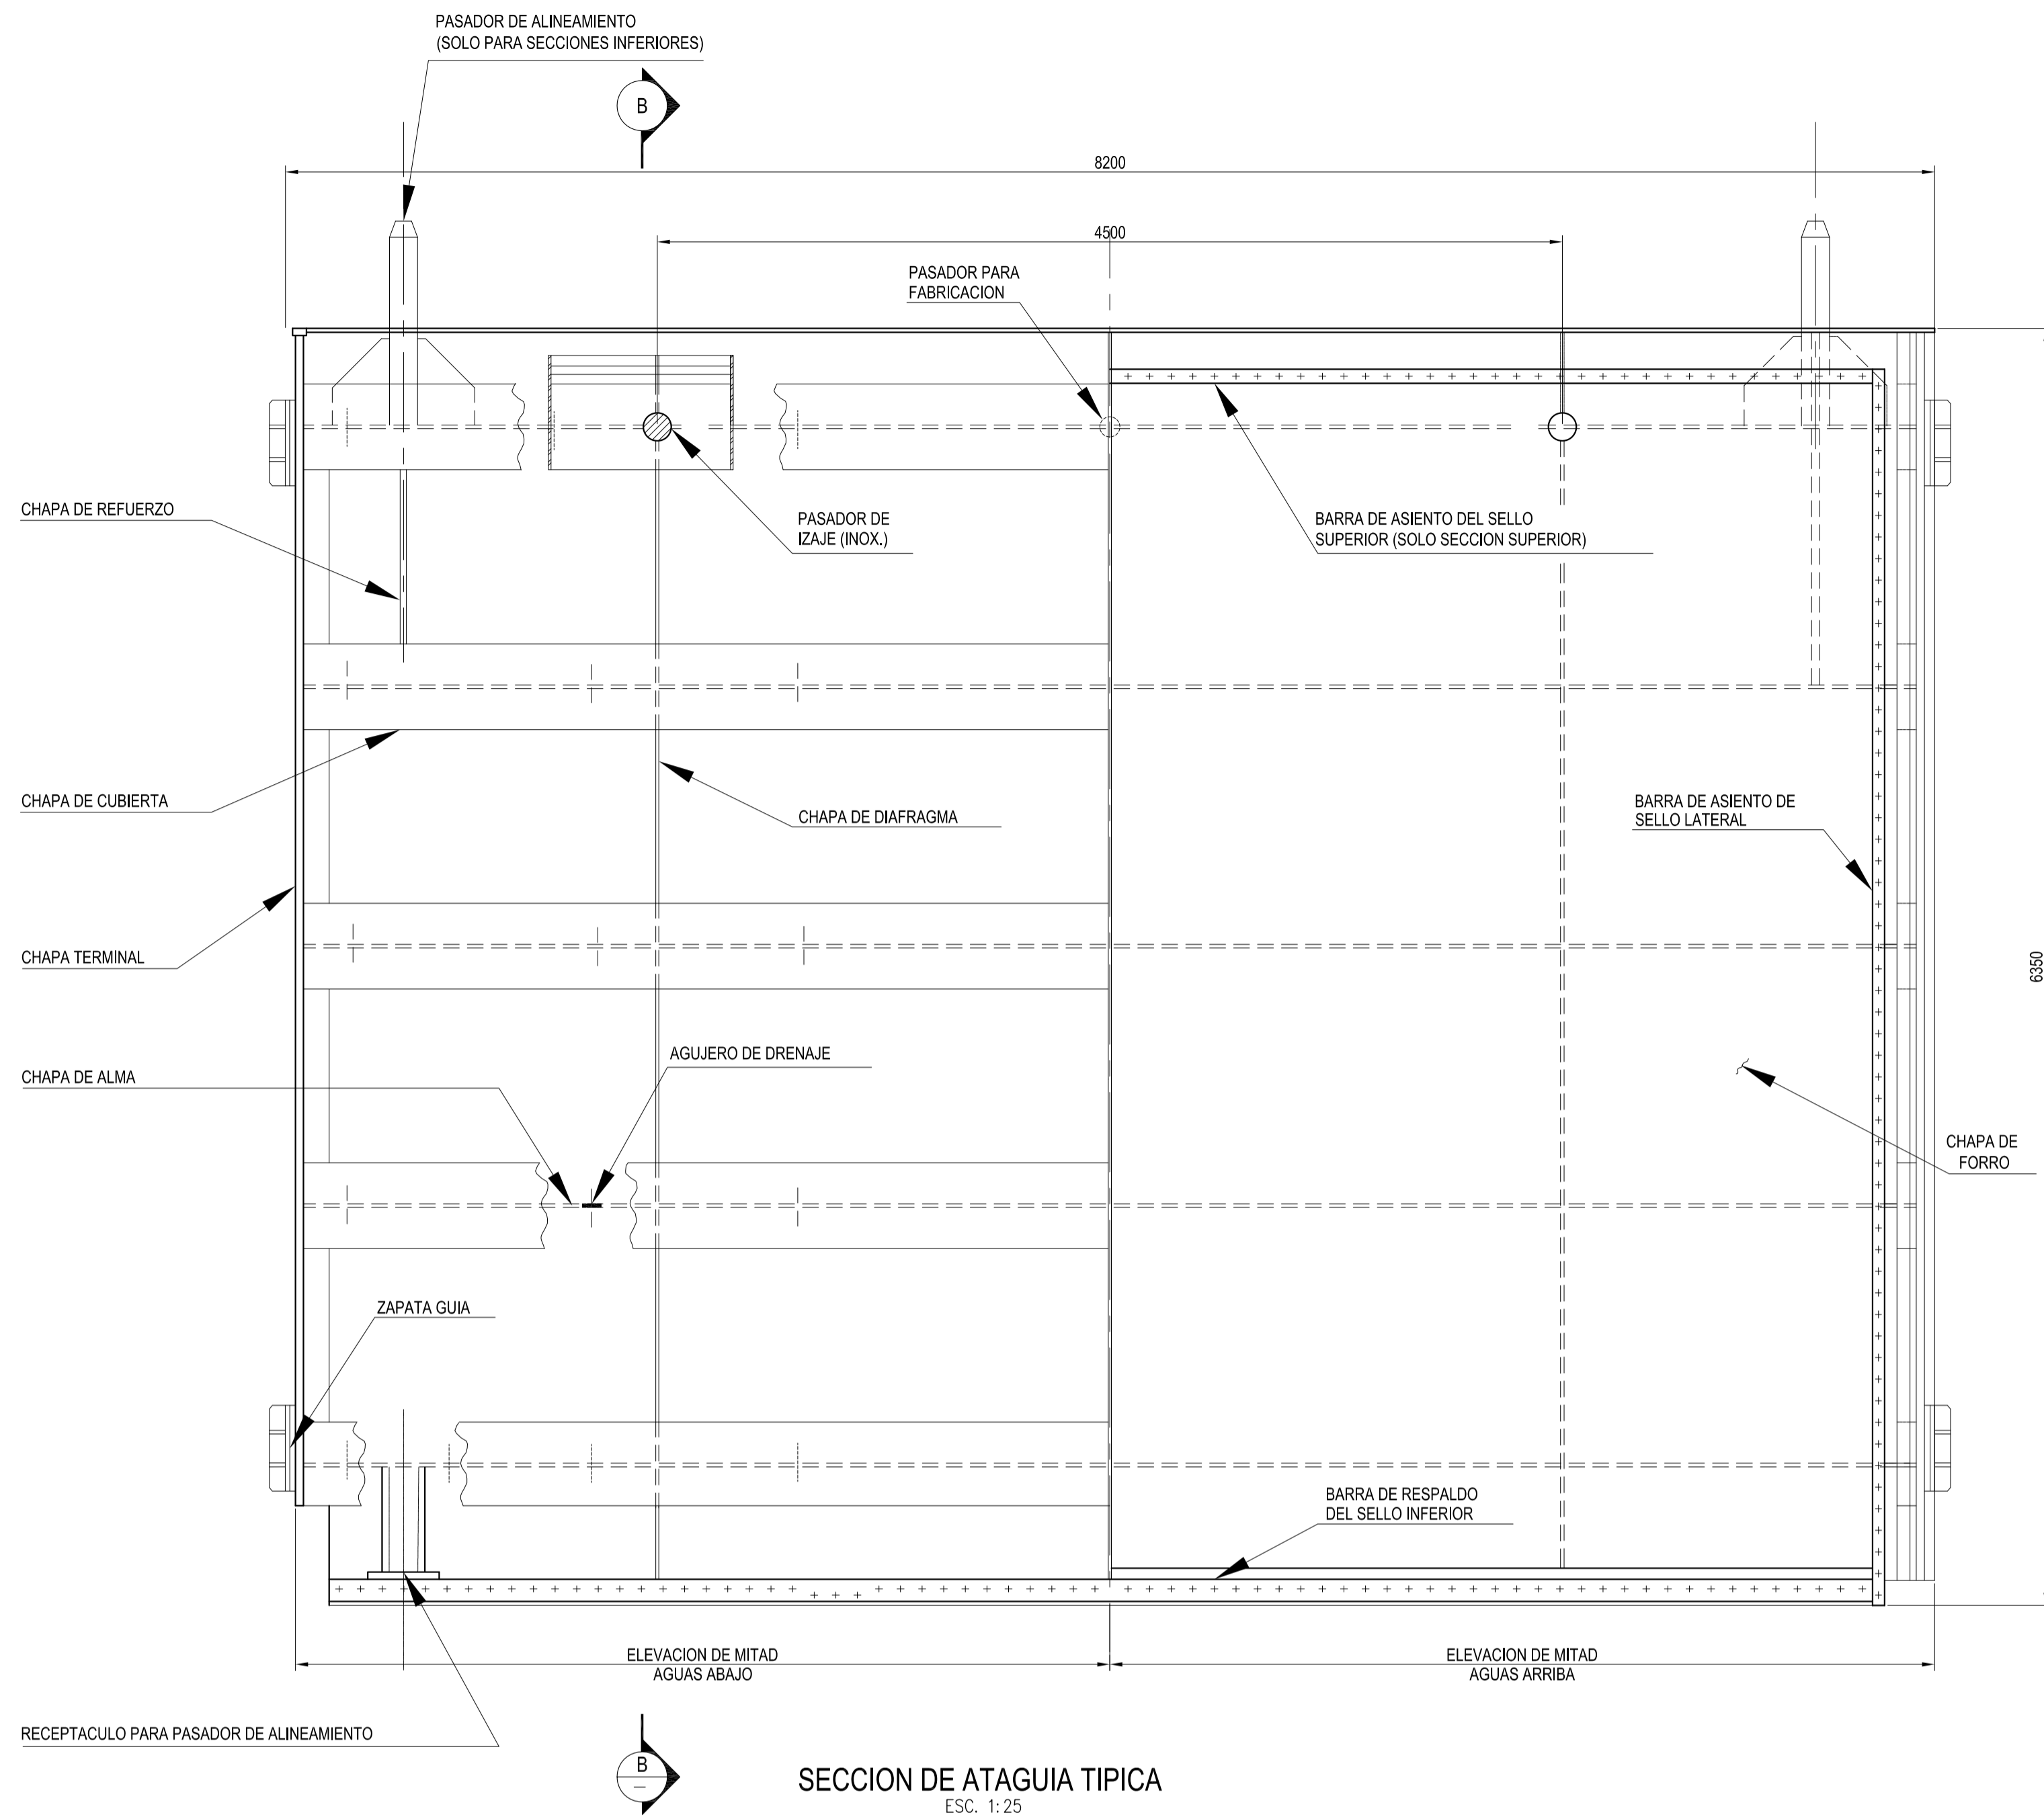 PASADOR DE ALINEAMIENTO
(SOLO PARA SECCIONES INFERIORES)
B
8200
4500
PASADOR PARA
FABRICACION
CHAPA DE REFUERZO
PASADOR DE
IZAJE (INOX.)
BARRA DE ASIENTO DEL SELLO
SUPERIOR (SOLO SECCION SUPERIOR)
CHAPA DE CUBIERTA
CHAPA DE DIAFRAGMA
BARRA DE ASIENTO DE
SELLO LATERAL
CHAPA TERMINAL
6350
CHAPA DE ALMA
AGUJERO DE DRENAJE
CHAPA DE
FORRO
ZAPATA GUIA
BARRA DE RESPALDO
DEL SELLO INFERIOR
ELEVACION DE MITAD
AGUAS ABAJO
ELEVACION DE MITAD
AGUAS ARRIBA
RECEPTACULO PARA PASADOR DE ALINEAMIENTO
B
—
SECCION DE ATAGUIA TIPICA
ESC. 1:25